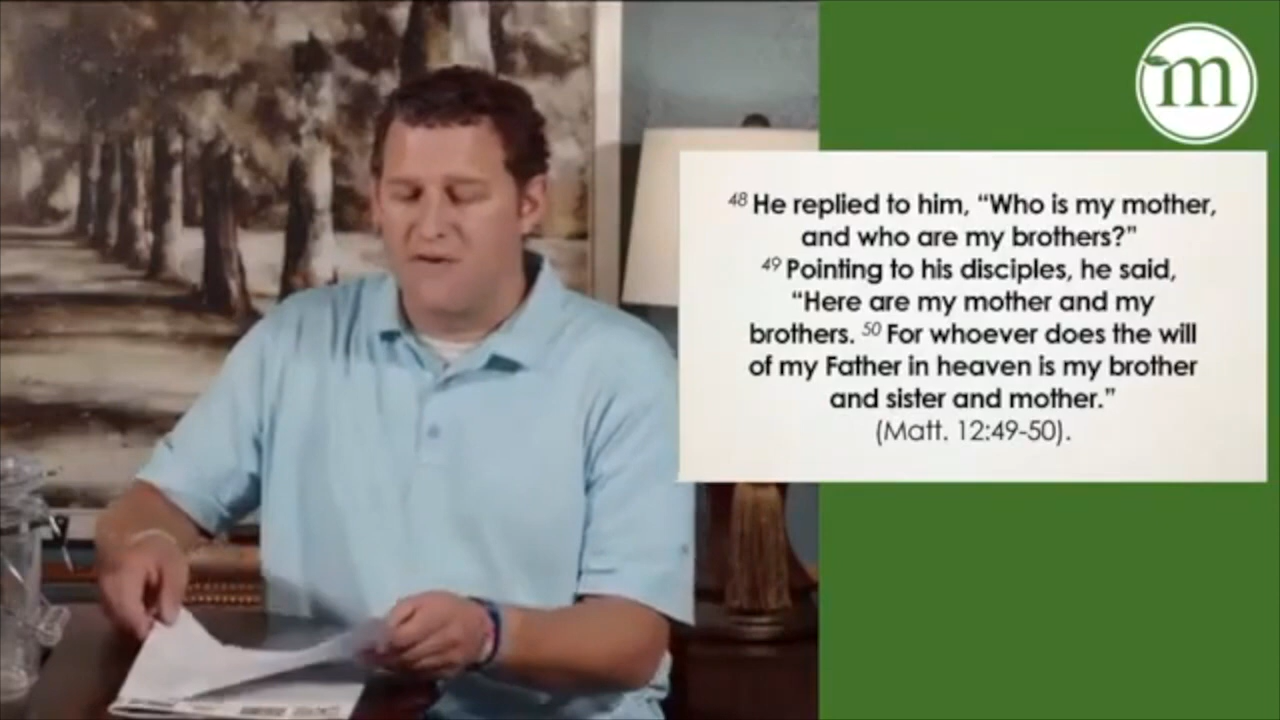 m
48 He replied to him, “Who is my mother,
and who are my brothers?”
49 Pointing to his disciples, he said,
“Here are my mother and my
brothers. 50 For whoever does the will
of my Father in heaven is my brother
and sister and mother.”
(Matt. 12:49-50).